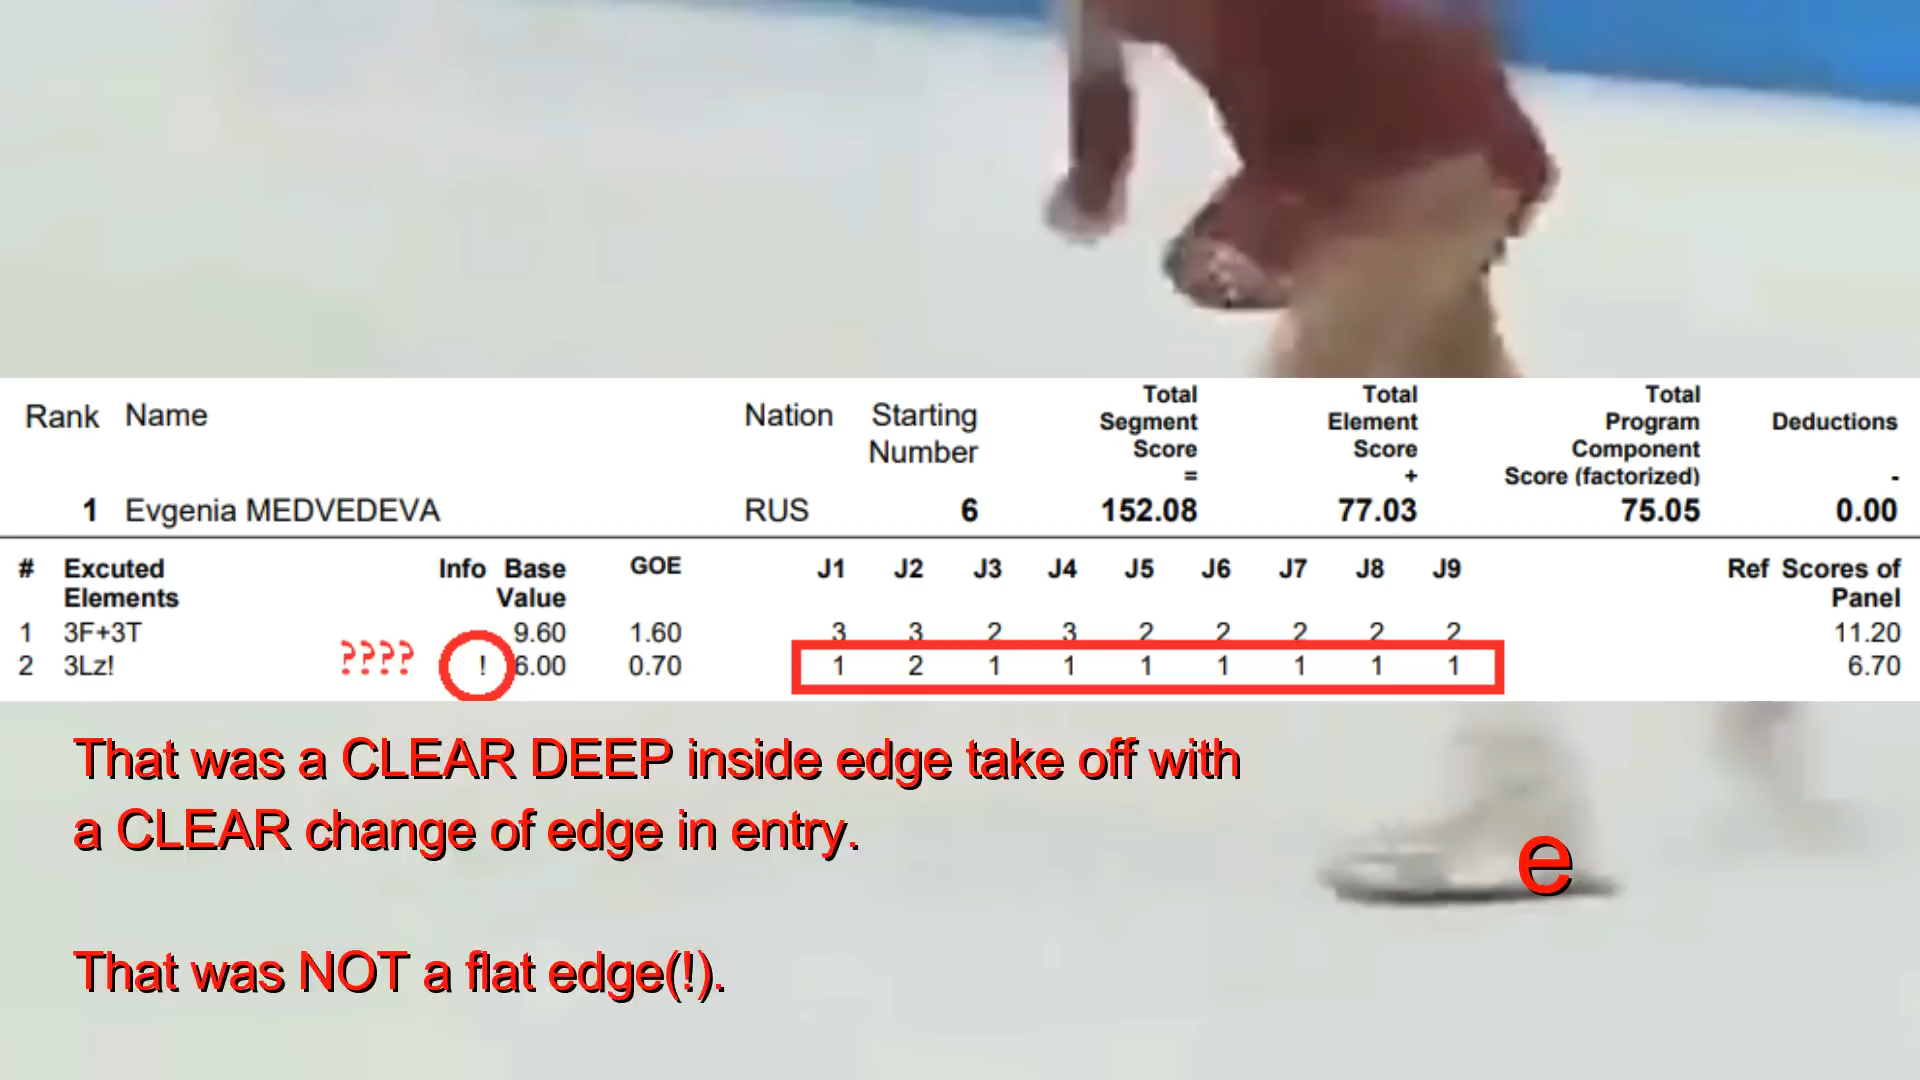 Rank Name Nation Starting Number Total Segment Score = Total Element Score + Total Program Component Score (factorized) Deductions -
1 Evgenia MEDVEDEVA RUS 6 152.08 77.03 75.05 0.00
# Excuted Elements Info Base Value GOE J1 J2 J3 J4 J5 J6 J7 J8 J9 Ref Scores of Panel
1 3F+3T 9.60 1.60 3 3 2 3 2 2 2 2 2 11.20
2 3Lz! ???? ! 6.00 0.70 1 2 1 1 1 1 1 1 1 6.70
That was a CLEAR DEEP inside edge take off with
a CLEAR change of edge in entry.
e
That was NOT a flat edge(!).